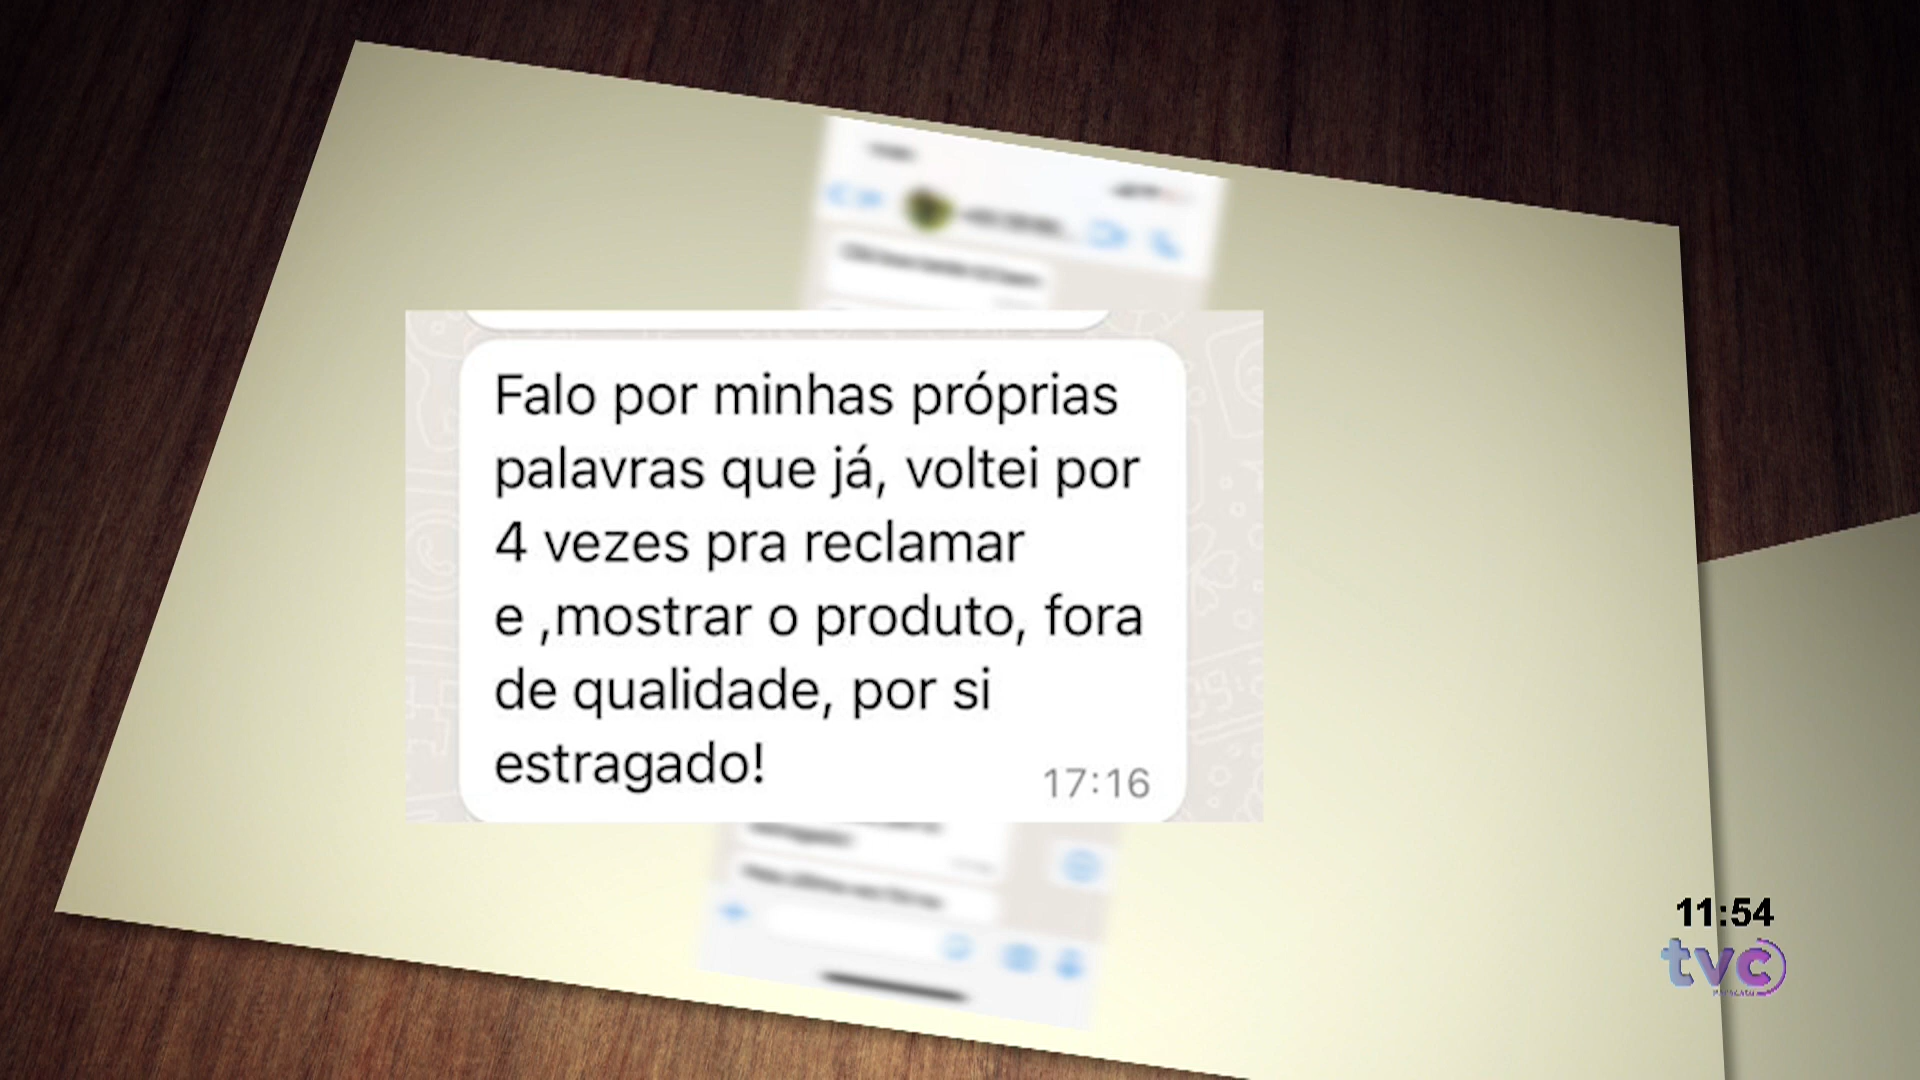 Falo por minhas próprias
palavras que já, voltei por
4 vezes pra reclamar
e ,mostrar o produto, fora
de qualidade, por si
estragado!
17:16
11:54
tvc